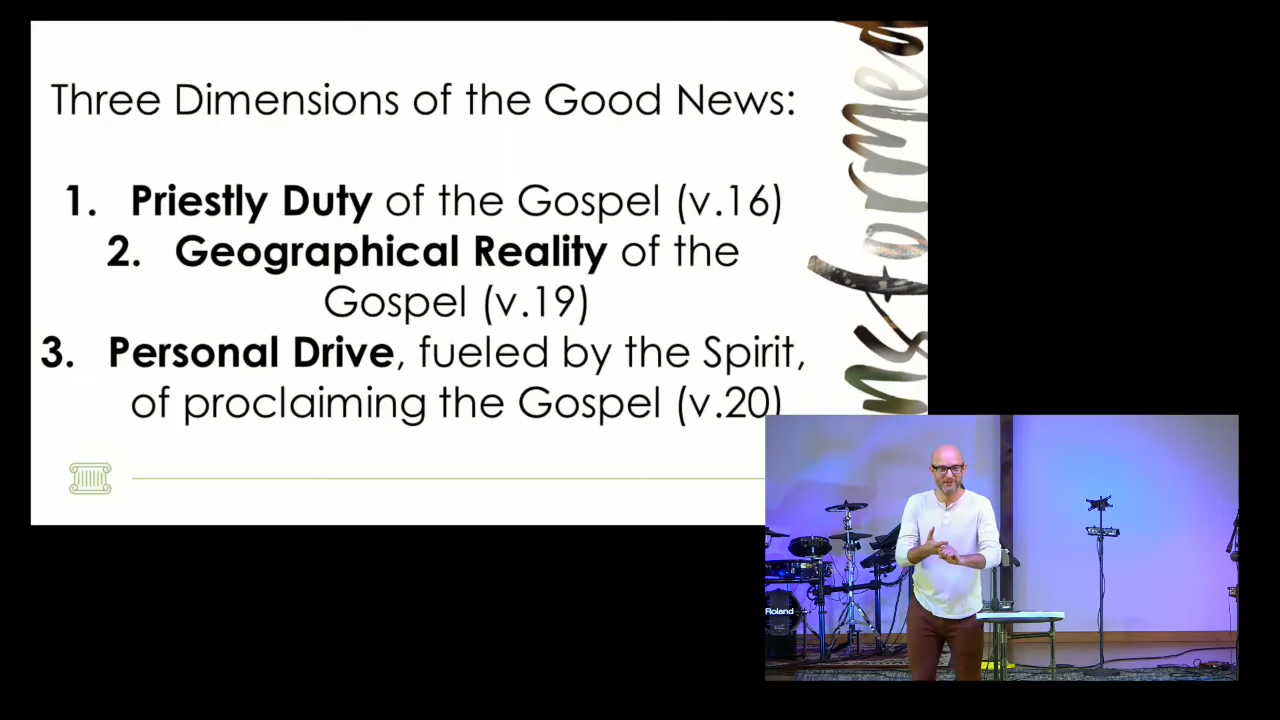 Three Dimensions of the Good News:
1. Priestly Duty of the Gospel (v.16)
2. Geographical Reality of the
Gospel (v.19)
3. Personal Drive, fueled by the Spirit,
of proclaiming the Gospel (v.20)
nsformed
Roland